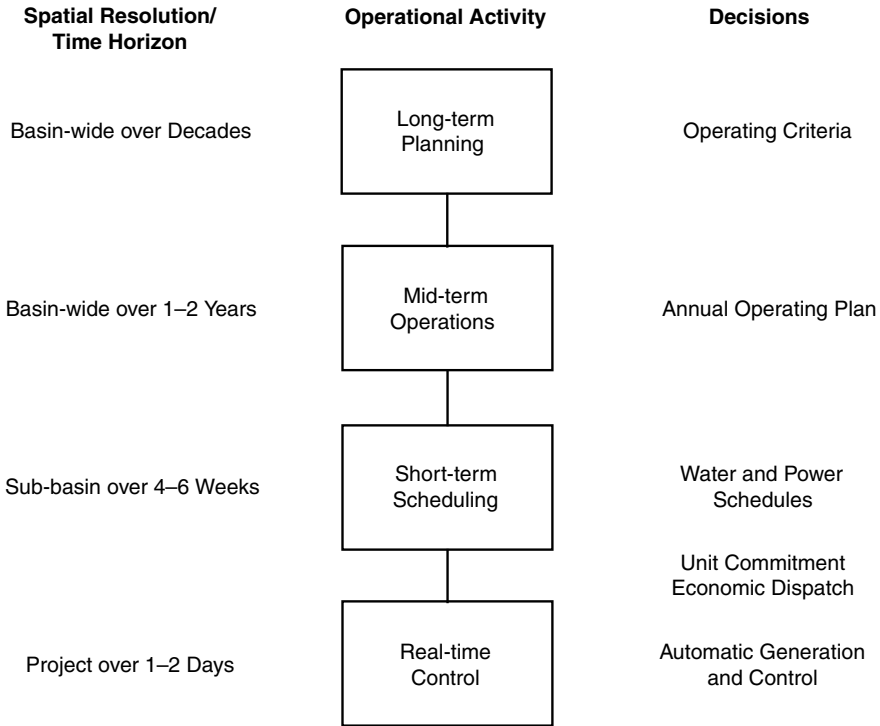 Spatial Resolution/
Time Horizon
Operational Activity
Decisions
Basin-wide over Decades
Long-term
Planning
Operating Criteria
Basin-wide over 1–2 Years
Mid-term
Operations
Annual Operating Plan
Sub-basin over 4–6 Weeks
Short-term
Scheduling
Water and Power
Schedules
Unit Commitment
Economic Dispatch
Project over 1–2 Days
Real-time
Control
Automatic Generation
and Control